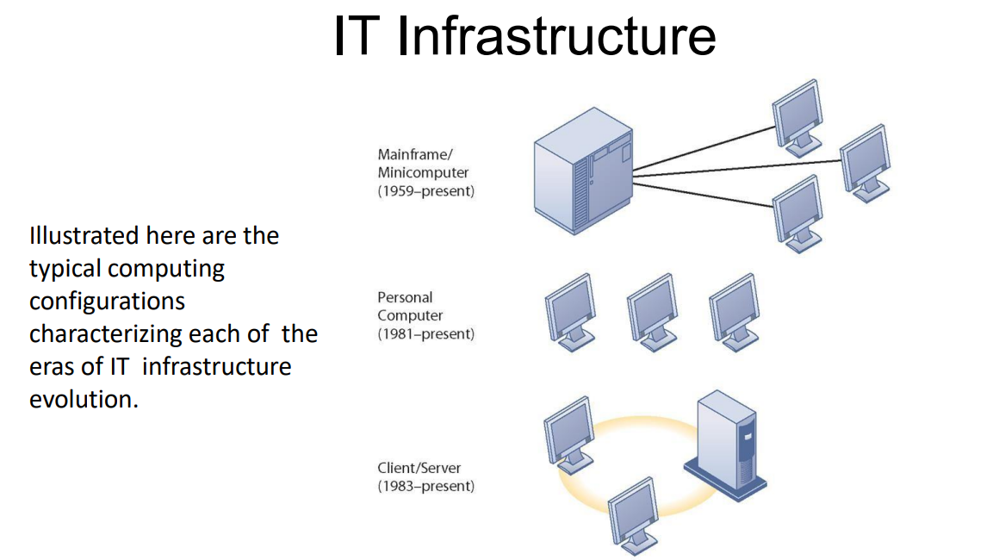 IT Infrastructure
Mainframe/
Minicomputer
(1959–present)
Illustrated here are the
typical computing
configurations
characterizing each of  the
eras of IT  infrastructure
evolution.
Personal
Computer
(1981–present)
Client/Server
(1983–present)